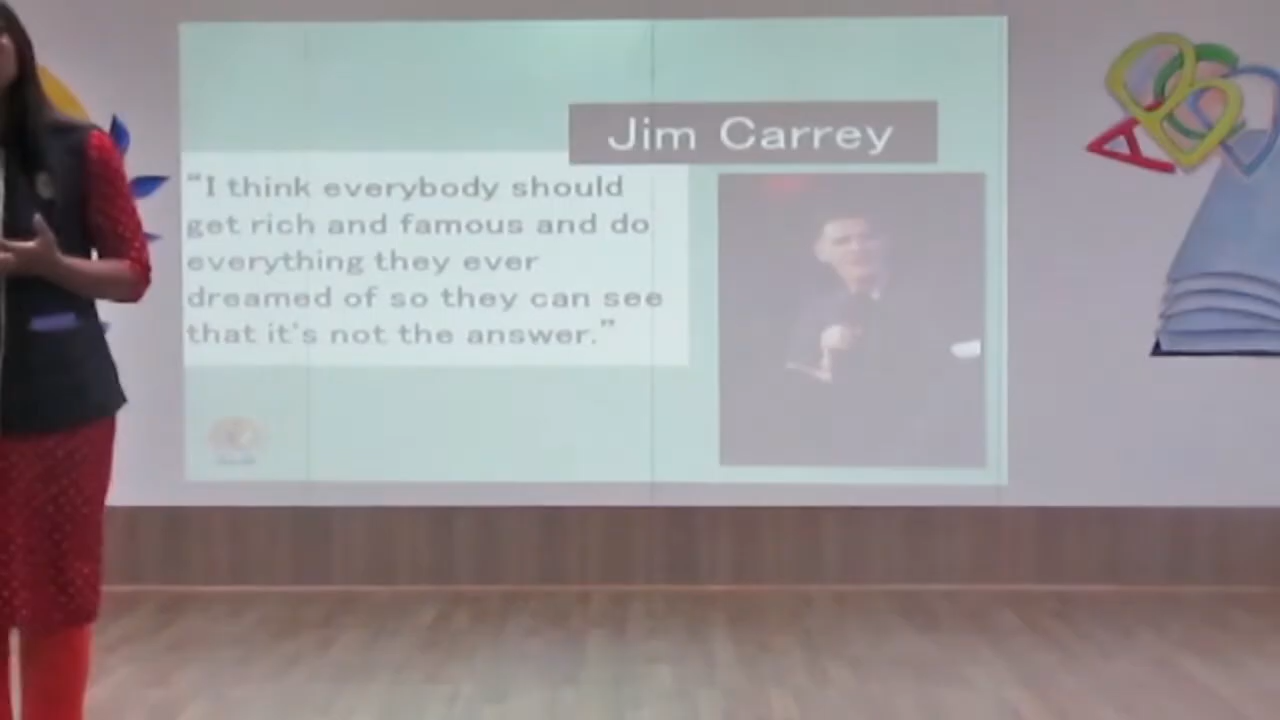 Jim Carrey
“I think everybody should
get rich and famous and do
everything they ever
dreamed of so they can see
that it's not the answer.”